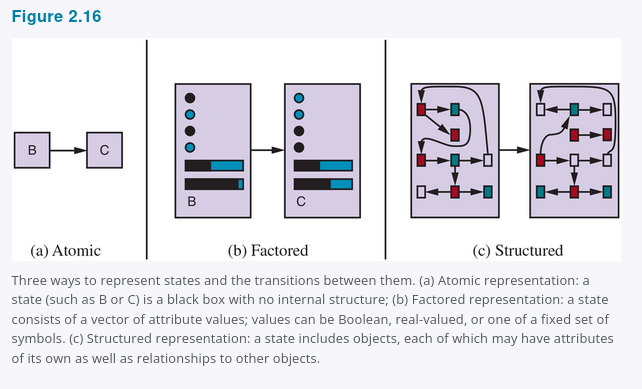 Figure 2.16
B
C
B
C
(a) Atomic
(b) Factored
(c) Structured
Three ways to represent states and the transitions between them. (a) Atomic representation: a
state (such as B or C) is a black box with no internal structure; (b) Factored representation: a state
consists of a vector of attribute values; values can be Boolean, real-valued, or one of a fixed set of
symbols. (c) Structured representation: a state includes objects, each of which may have attributes
of its own as well as relationships to other objects.